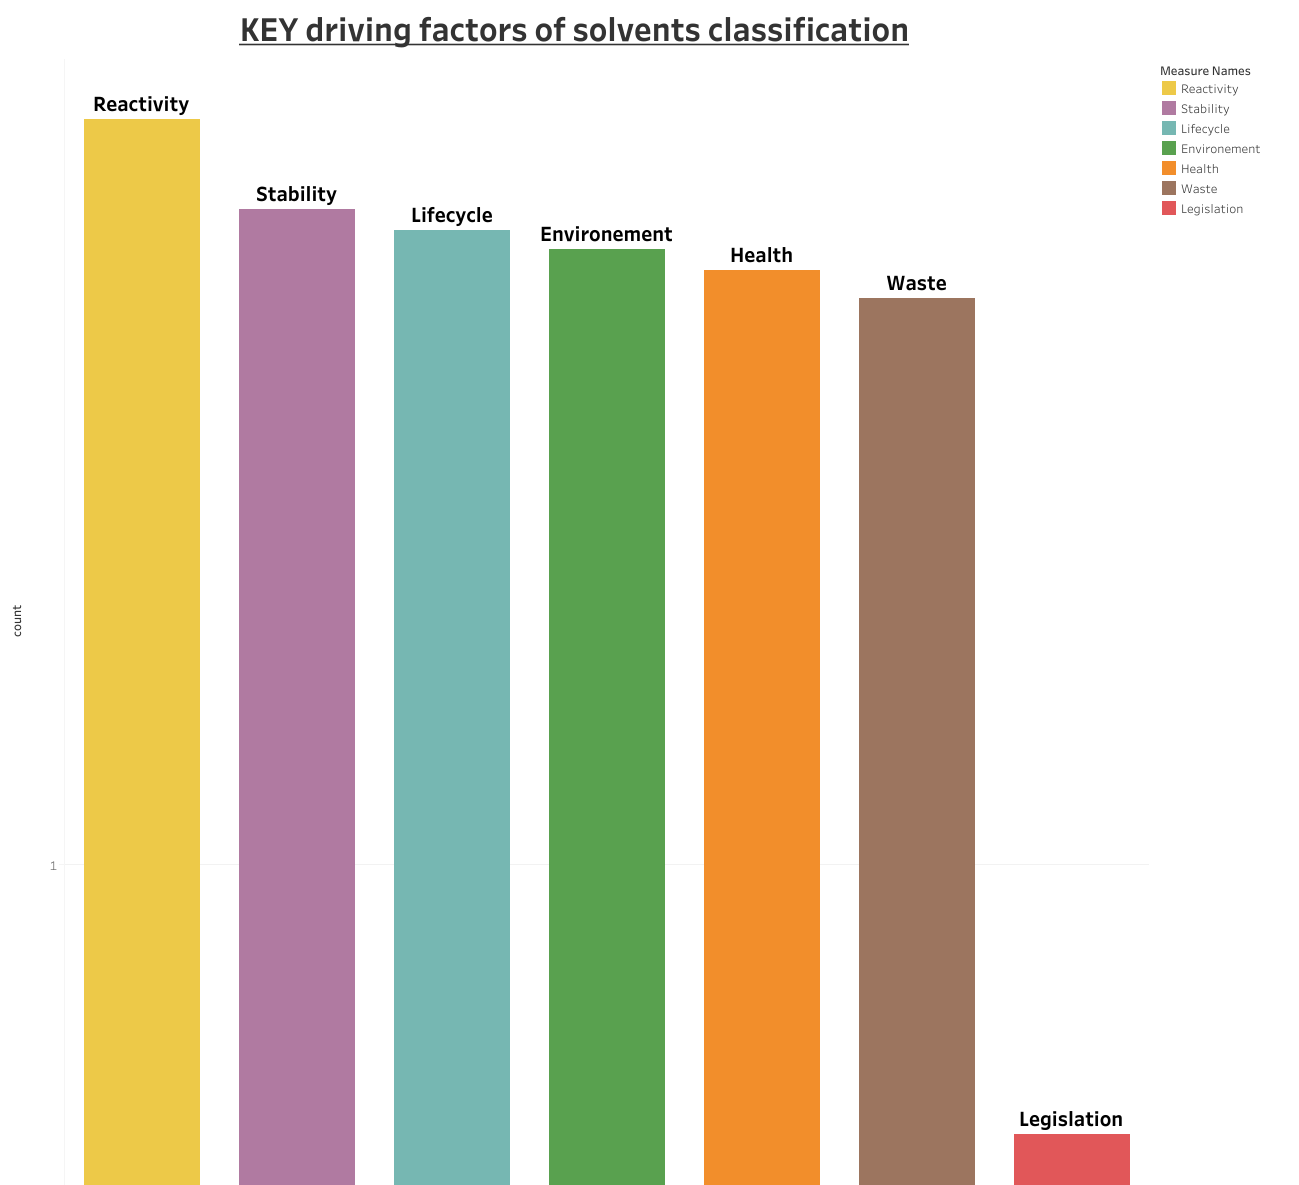 KEY driving factors of solvents classification
Measure Names
Reactivity
Stability
Lifecycle
Environement
Health
Waste
Legislation
Reactivity
Stability
Lifecycle
Environement
Health
Waste
count
1
Legislation